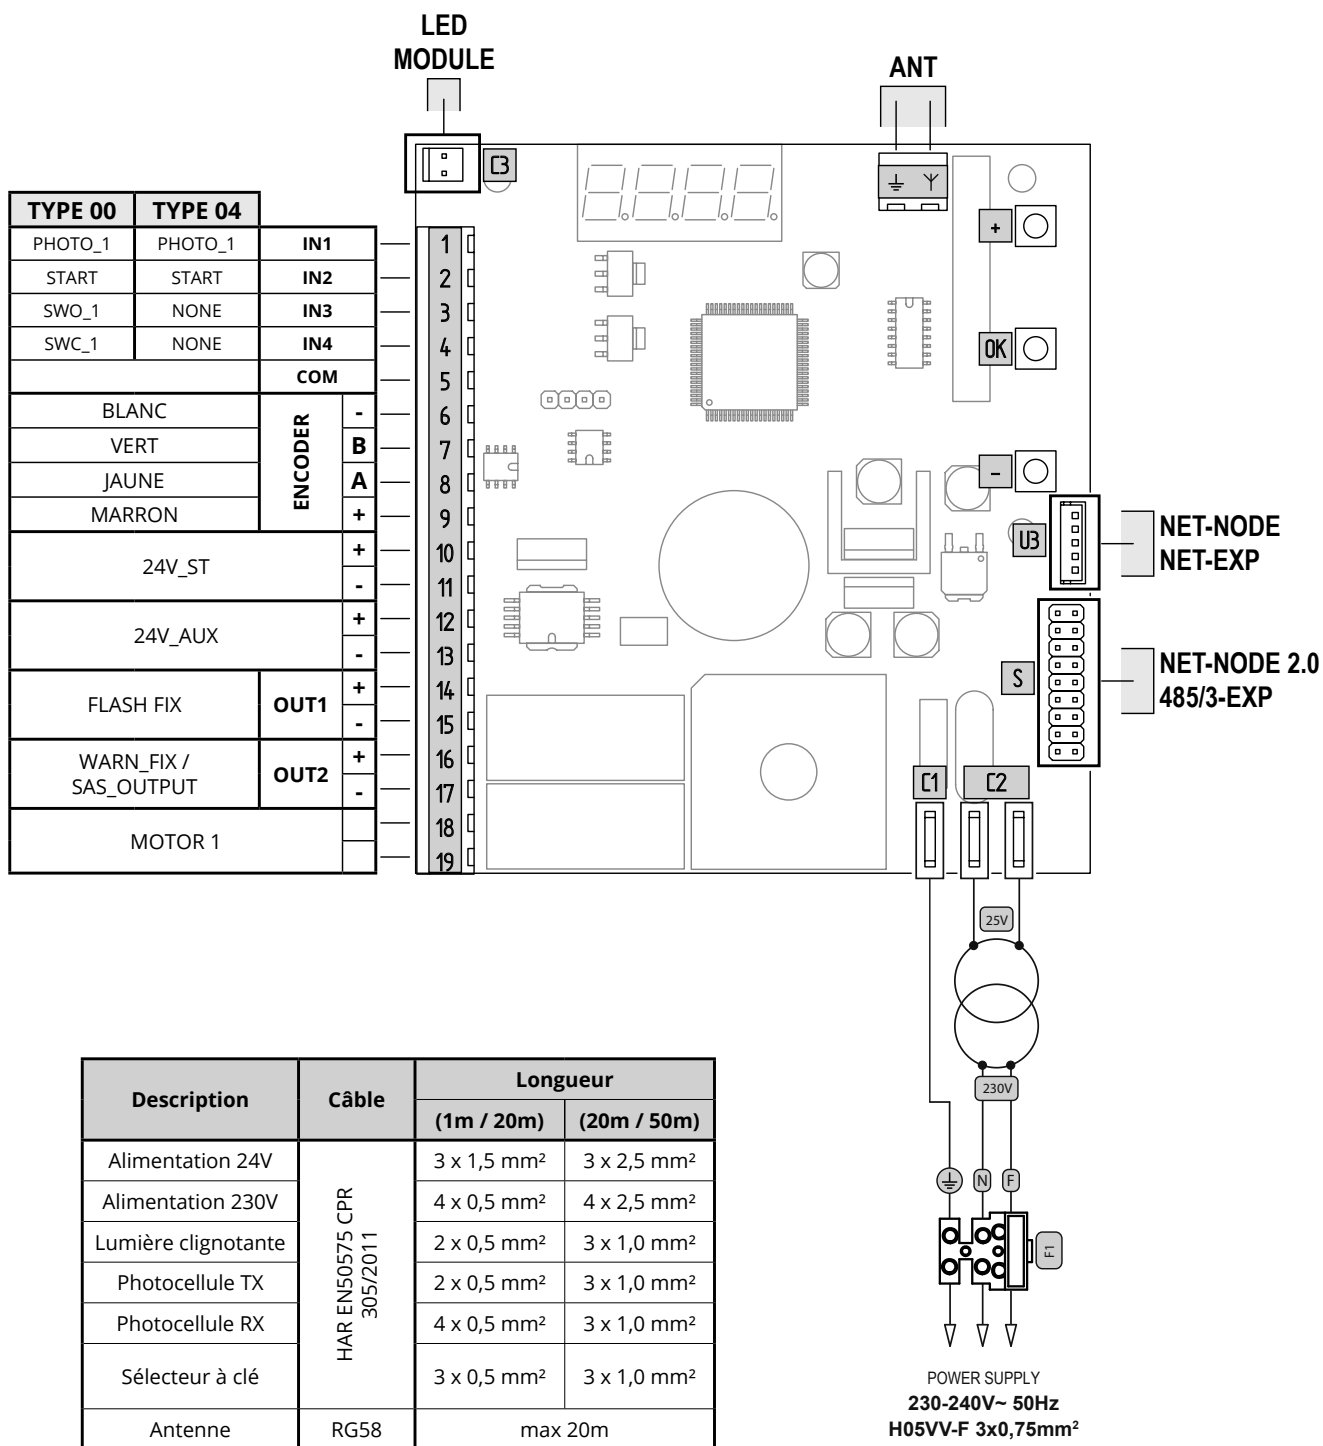 LED
MODULE
ANT
C3
TYPE 00 TYPE 04
PHOTO_1 PHOTO_1 IN1 1
START START IN2 2
SWO_1 NONE IN3 3
SWC_1 NONE IN4 4
COM 5
BLANC - 6
VERT B 7
JAUNE A 8
MARRON + 9
ENCODER
24V_ST + 10
- 11
24V_AUX + 12
- 13
FLASH FIX OUT1 + 14
- 15
WARN_FIX /
SAS_OUTPUT OUT2 + 16
- 17
MOTOR 1 18
19
+
OK
-
U3
NET-NODE
NET-EXP
S
NET-NODE 2.0
485/3-EXP
C1 C2
25V
230V
N F
F1
POWER SUPPLY
230-240V~ 50Hz
H05VV-F 3x0,75mm²
Description Câble Longueur
(1m / 20m) (20m / 50m)
Alimentation 24V 3 x 1,5 mm² 3 x 2,5 mm²
Alimentation 230V 4 x 0,5 mm² 4 x 2,5 mm²
Lumière clignotante 2 x 0,5 mm² 3 x 1,0 mm²
Photocellule TX 2 x 0,5 mm² 3 x 1,0 mm²
Photocellule RX 4 x 0,5 mm² 3 x 1,0 mm²
Sélecteur à clé 3 x 0,5 mm² 3 x 1,0 mm²
HAR EN50575 CPR
305/2011
Antenne RG58 max 20m